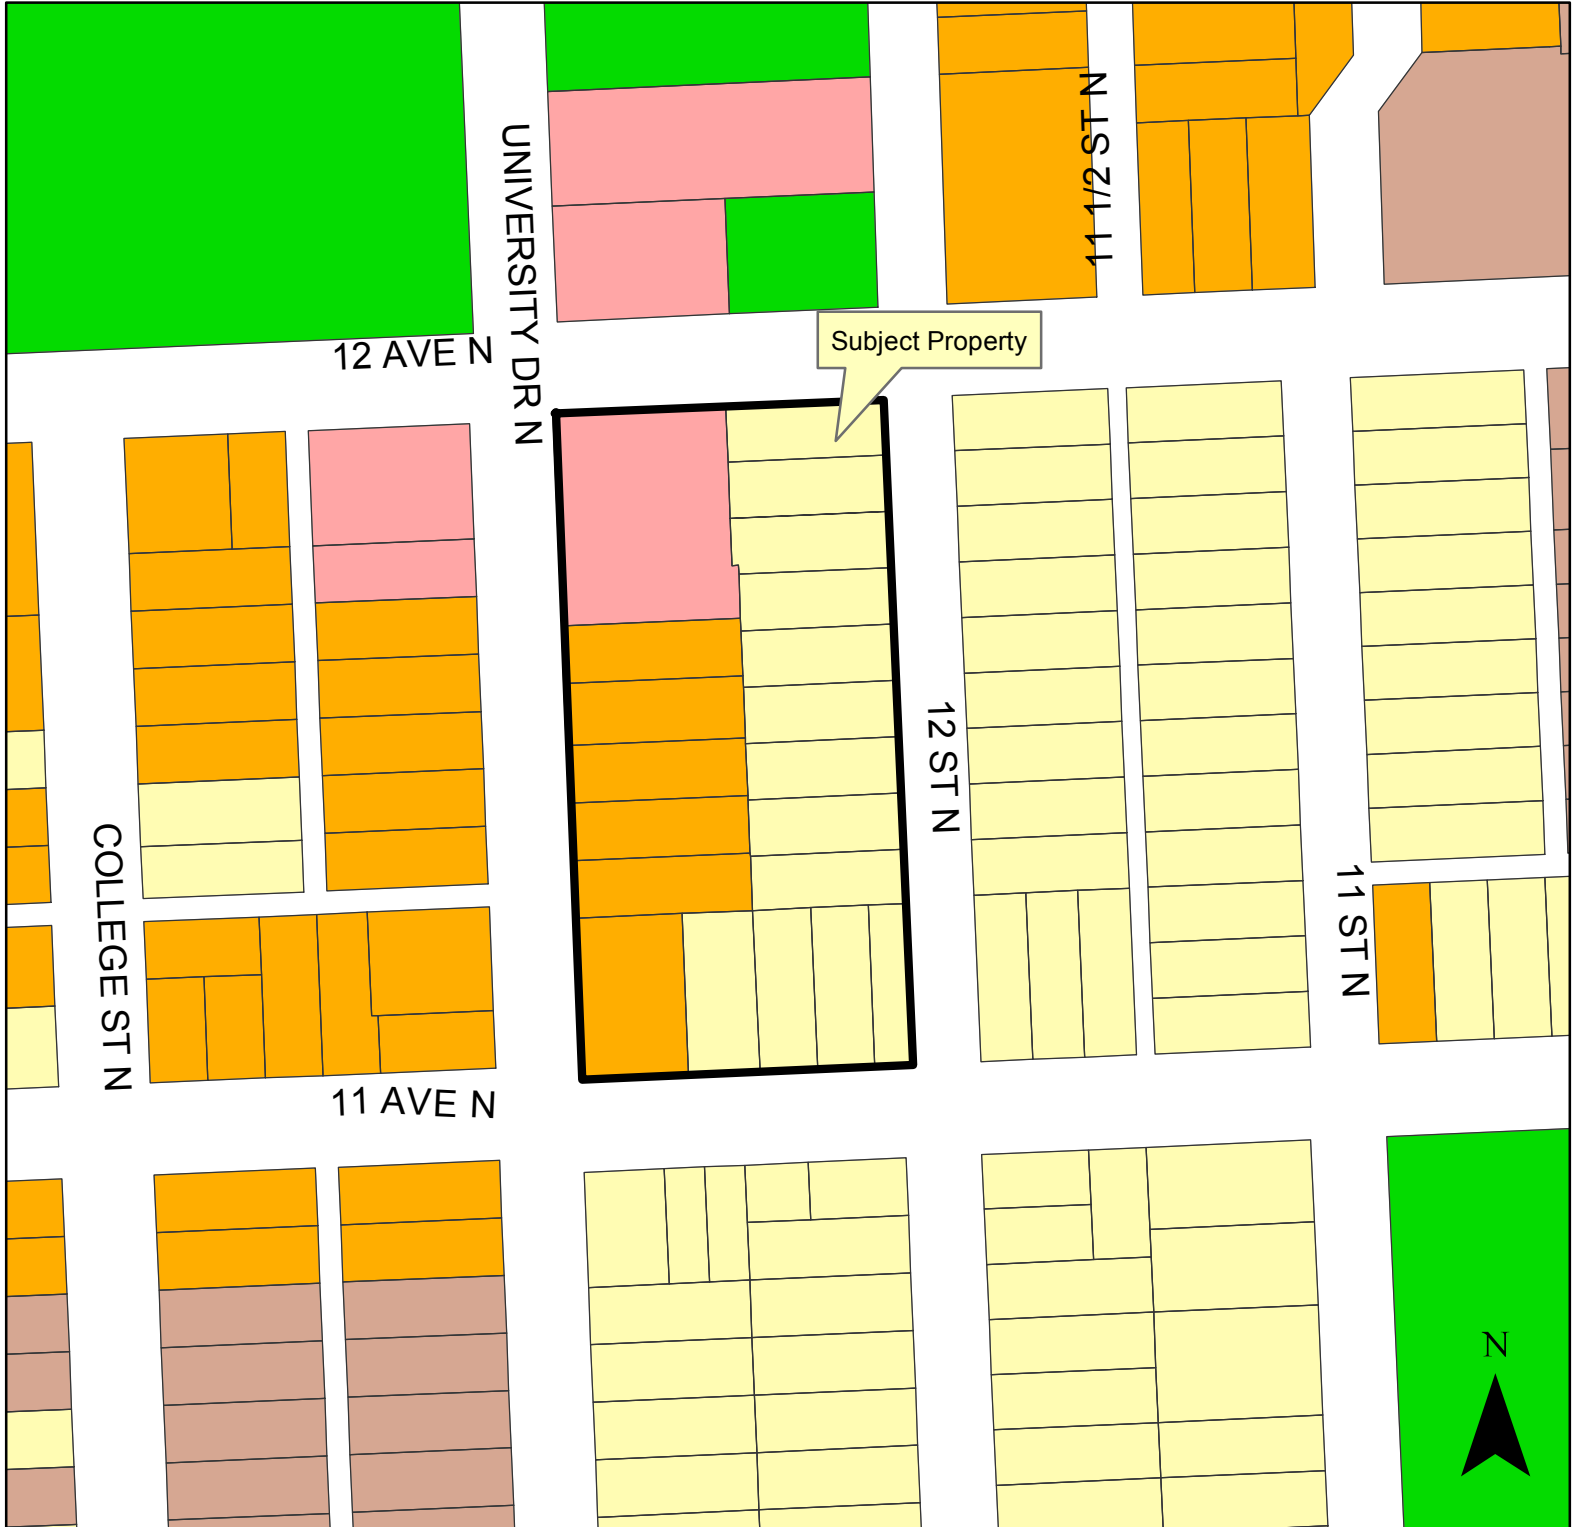 UNIVERSITY DR N
11 1/2 ST N
12 AVE N
Subject Property
12 ST N
COLLEGE ST N
11 ST N
11 AVE N
N